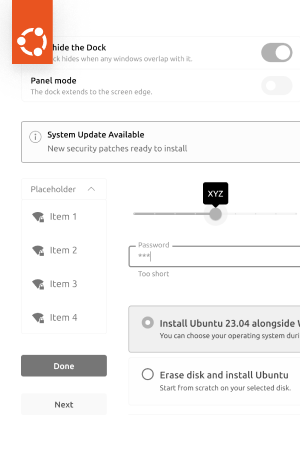 hide the Dock
ck hides when any windows overlap with it.
Panel mode
The dock extends to the screen edge.
System Update Available
New security patches ready to install
Placeholder
Item 1
Item 2
Item 3
Item 4
XYZ
Password
***
Too short
Install Ubuntu 23.04 alongside W
You can choose your operating system duri
Erase disk and install Ubuntu
Start from scratch on your selected disk.
Done
Next